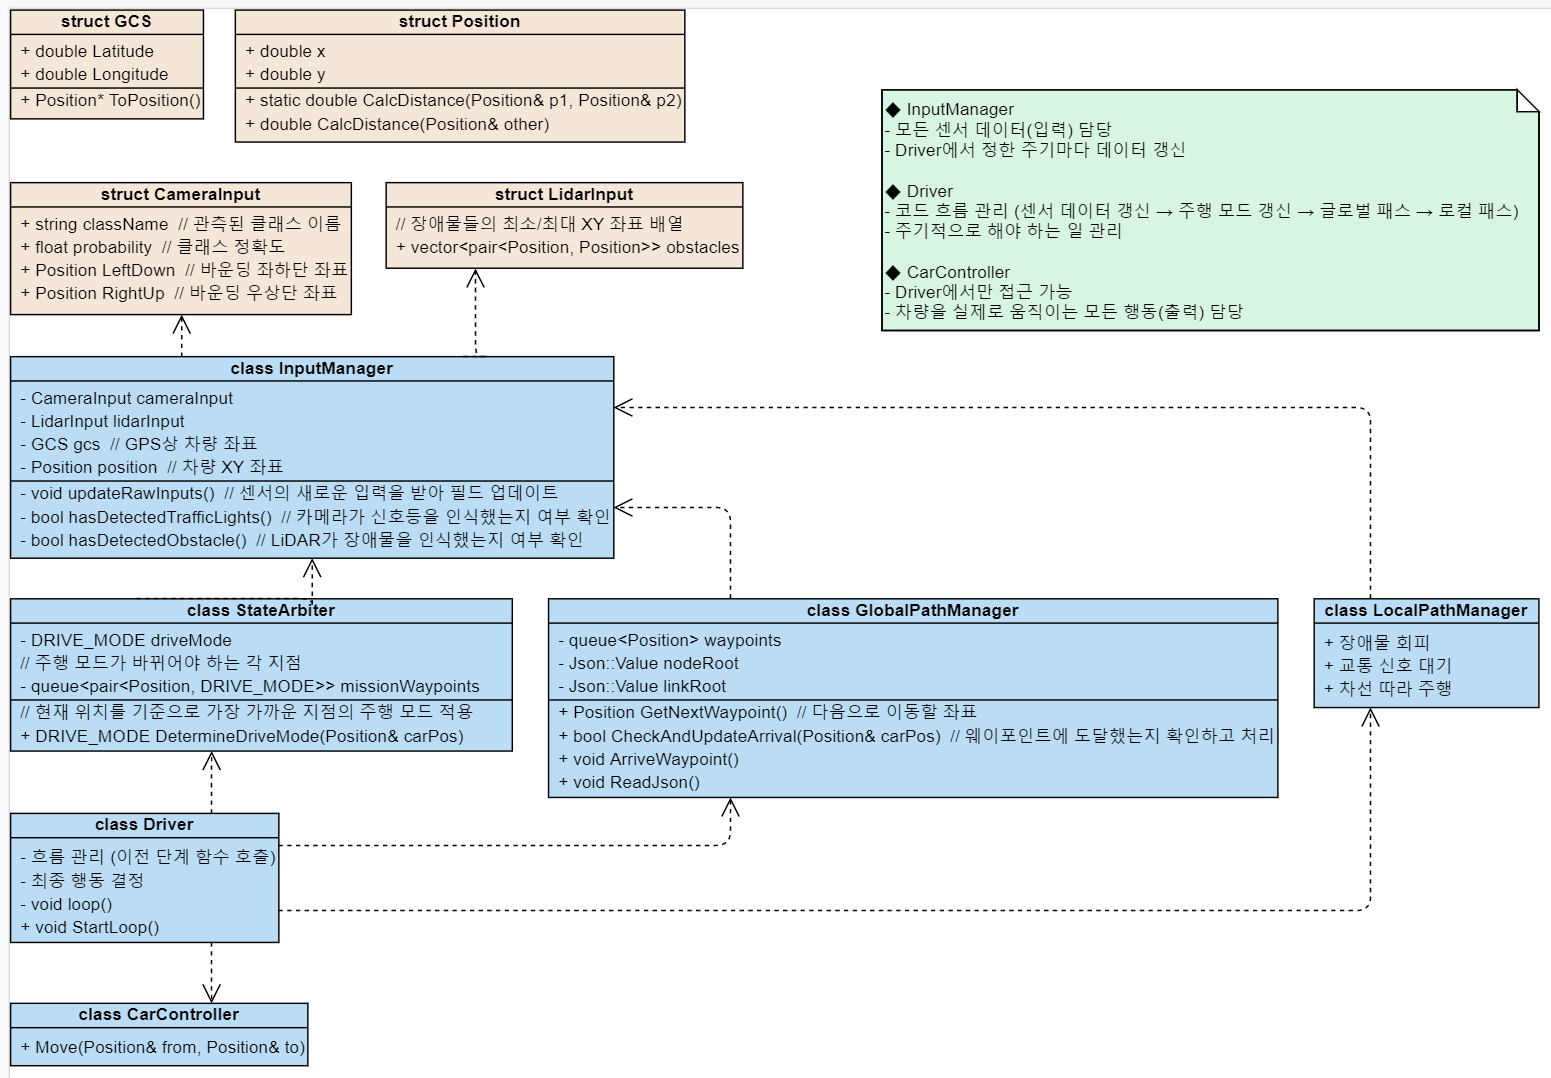 struct GCS
+ double Latitude
+ double Longitude
+ Position* ToPosition()
struct Position
+ double x
+ double y
+ static double CalcDistance(Position& p1, Position& p2)
+ double CalcDistance(Position& other)
◆ InputManager
- 모든 센서 데이터(입력) 담당
- Driver에서 정한 주기마다 데이터 갱신
◆ Driver
- 코드 흐름 관리 (센서 데이터 갱신 → 주행 모드 갱신 → 글로벌 패스 → 로컬 패스)
- 주기적으로 해야 하는 일 관리
◆ CarController
- Driver에서만 접근 가능
- 차량을 실제로 움직이는 모든 행동(출력) 담당
struct CameraInput
+ string className // 관측된 클래스 이름
+ float probability // 클래스 정확도
+ Position LeftDown // 바운딩 좌하단 좌표
+ Position RightUp // 바운딩 우상단 좌표
struct LidarInput
// 장애물들의 최소/최대 XY 좌표 배열
+ vector<pair<Position, Position>> obstacles
class InputManager
- CameraInput cameraInput
- LidarInput lidarInput
- GCS gcs // GPS상 차량 좌표
- Position position // 차량 XY 좌표
- void updateRawInputs() // 센서의 새로운 입력을 받아 필드 업데이트
- bool hasDetectedTrafficLights() // 카메라가 신호등을 인식했는지 여부 확인
- bool hasDetectedObstacle() // LiDAR가 장애물을 인식했는지 여부 확인
class StateArbiter
- DRIVE_MODE driveMode
// 주행 모드가 바뀌어야 하는 각 지점
- queue<pair<Position, DRIVE_MODE>> missionWaypoints
// 현재 위치를 기준으로 가장 가까운 지점의 주행 모드 적용
+ DRIVE_MODE DetermineDriveMode(Position& carPos)
class GlobalPathManager
- queue<Position> waypoints
- Json::Value nodeRoot
- Json::Value linkRoot
+ Position GetNextWaypoint() // 다음으로 이동할 좌표
+ bool CheckAndUpdateArrival(Position& carPos) // 웨이포인트에 도달했는지 확인하고 처리
+ void ArriveWaypoint()
+ void ReadJson()
class LocalPathManager
+ 장애물 회피
+ 교통 신호 대기
+ 차선 따라 주행
class Driver
- 흐름 관리 (이전 단계 함수 호출)
- 최종 행동 결정
- void loop()
+ void StartLoop()
class CarController
+ Move(Position& from, Position& to)